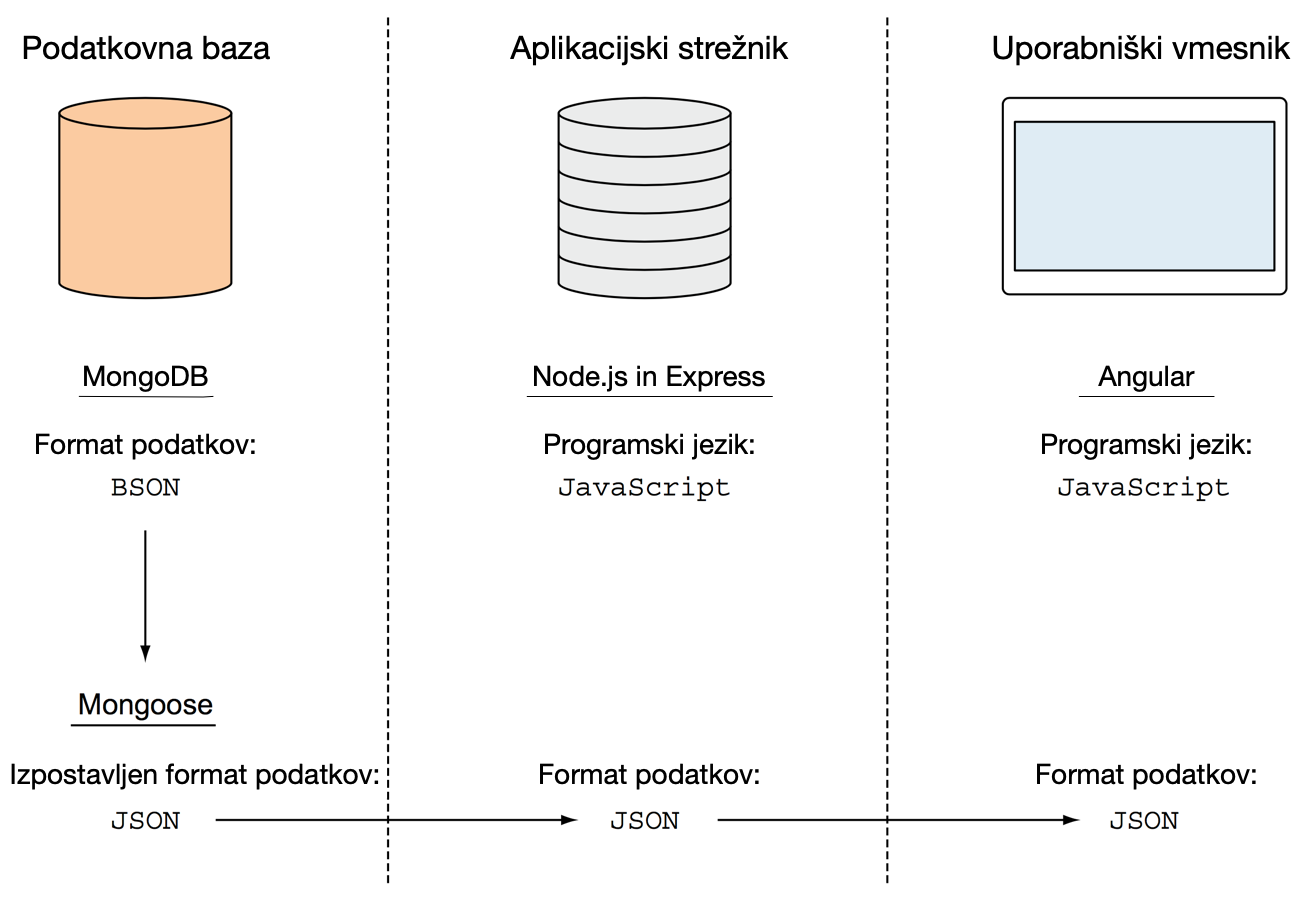 Podatkovna baza
Aplikacijski strežnik
Uporabniški vmesnik
MongoDB
Node.js in Express
Angular
Format podatkov:
BSON
Programski jezik:
JavaScript
Programski jezik:
JavaScript
Mongoose
Izpostavljen format podatkov:
JSON
Format podatkov:
JSON
Format podatkov:
JSON